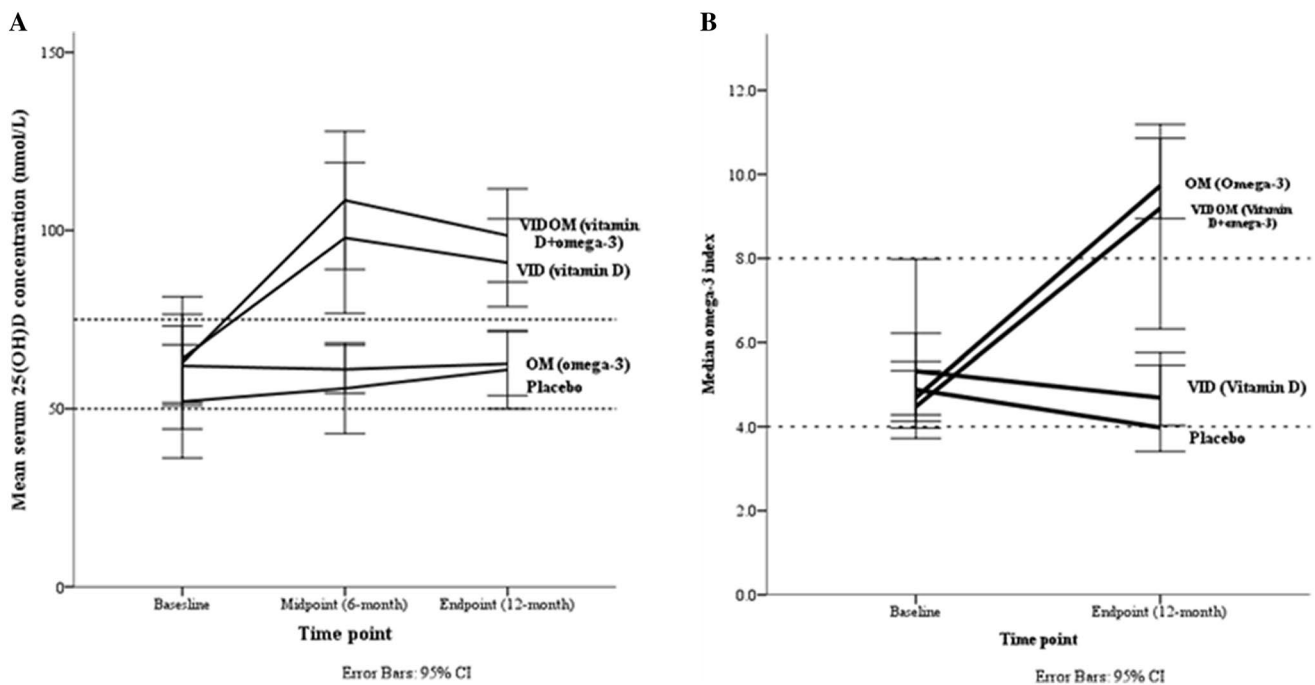 A
Mean serum 25(OH)D concentration (nmol/L)
150
100
50
0
VIDOM (vitamin
D+omega-3)
VID (vitamin D)
OM (omega-3)
Placebo
Basesline
Midpoint (6-month)
Endpoint (12-month)
Time point
Error Bars: 95% CI
B
Median omega-3 index
12.0
10.0
8.0
6.0
4.0
2.0
0.0
OM (Omega-3)
VIDOM (Vitamin
D+omega-3)
VID (Vitamin D)
Placebo
Baseline
Endpoint (12-month)
Time point
Error Bars: 95% CI